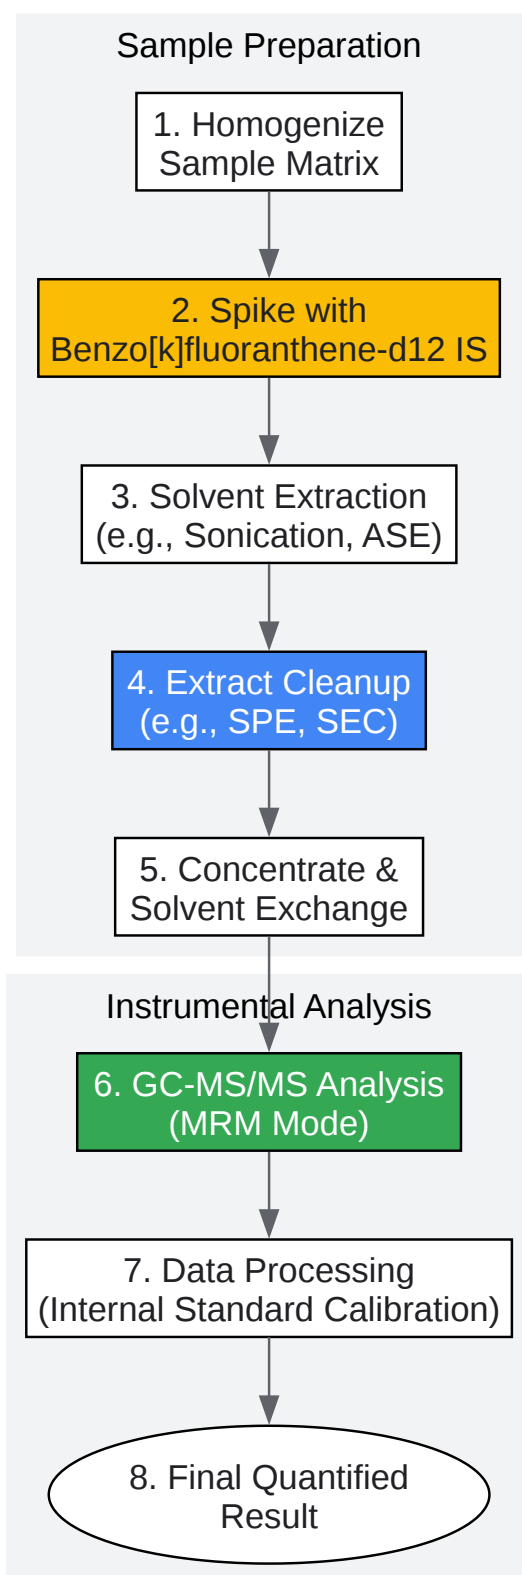 Sample Preparation
1. Homogenize
Sample Matrix
2. Spike with
Benzo[k]fluoranthene-d12 IS
3. Solvent Extraction
(e.g., Sonication, ASE)
4. Extract Cleanup
(e.g., SPE, SEC)
5. Concentrate &
Solvent Exchange
Instrumental Analysis
6. GC-MS/MS Analysis
(MRM Mode)
7. Data Processing
(Internal Standard Calibration)
8. Final Quantified
Result